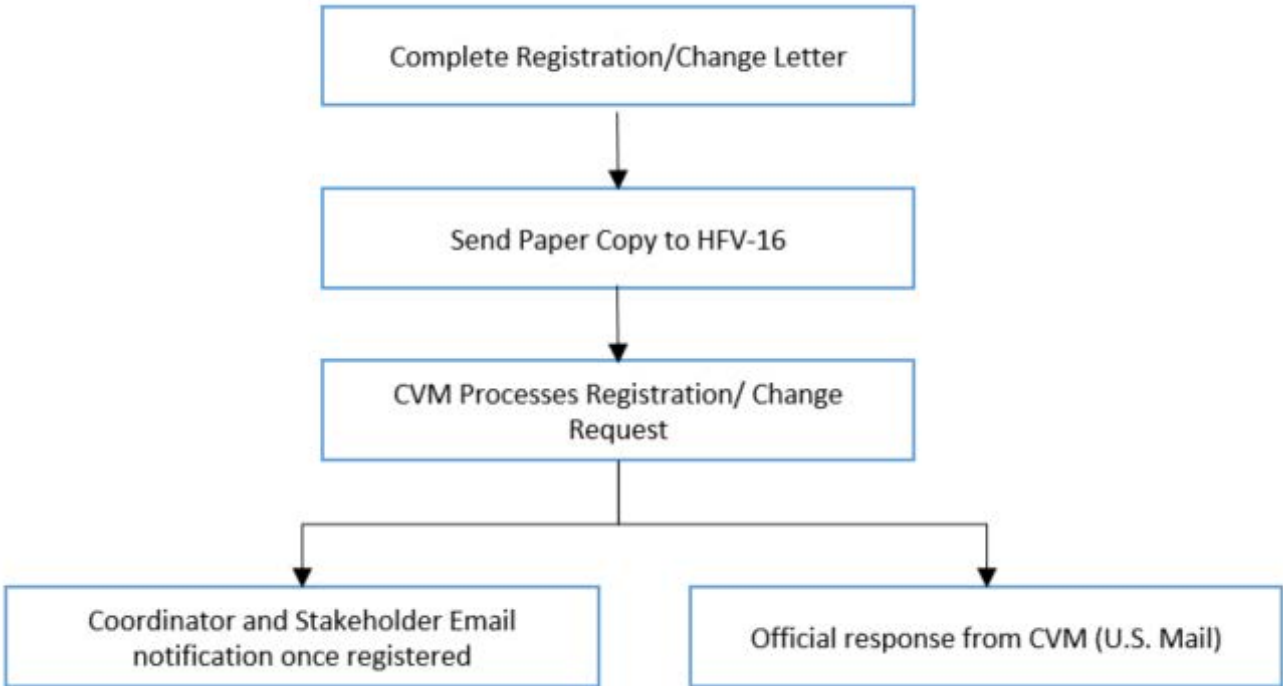 Complete Registration/Change Letter
Send Paper Copy to HFV-16
CVM Processes Registration/ Change
Request
Coordinator and Stakeholder Email
notification once registered
Official response from CVM (U.S. Mail)